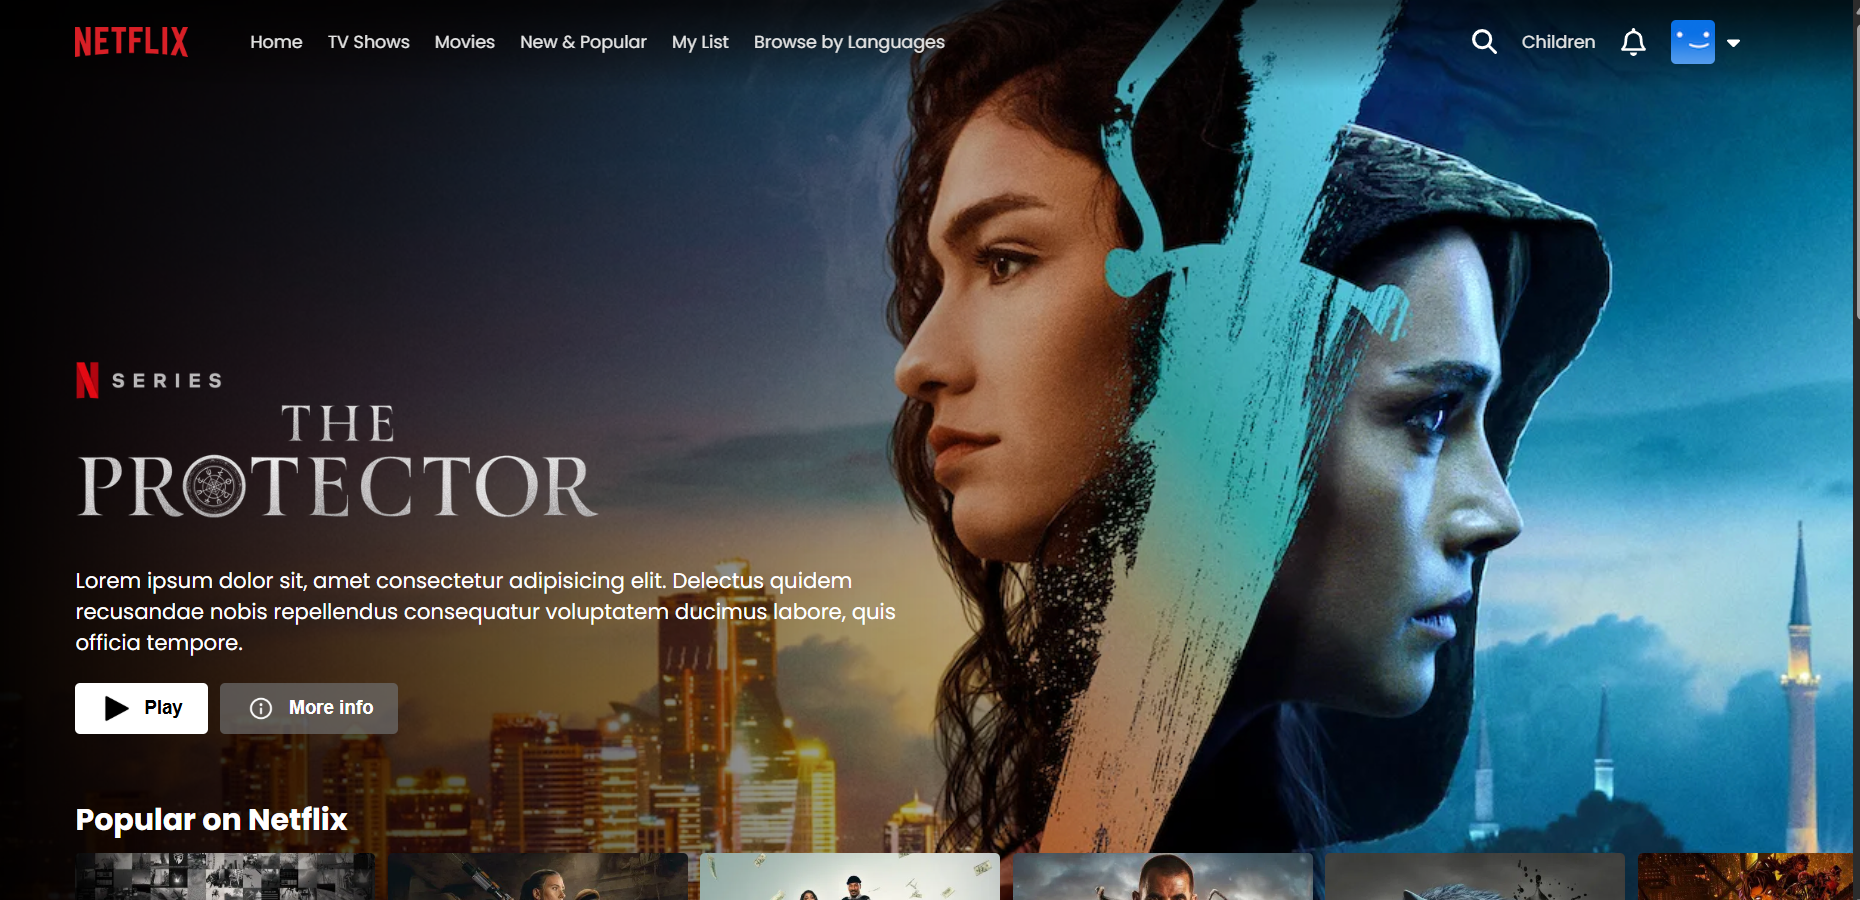 NETFLIX
Home
TV Shows
Movies
New & Popular
My List
Browse by Languages
Children
N SERIES
THE
PROTECTOR
Lorem ipsum dolor sit, amet consectetur adipisicing elit. Delectus quidem
recusandae nobis repellendus consequatur voluptatem ducimus labore, quis
officia tempore.
Play
More info
Popular on Netflix